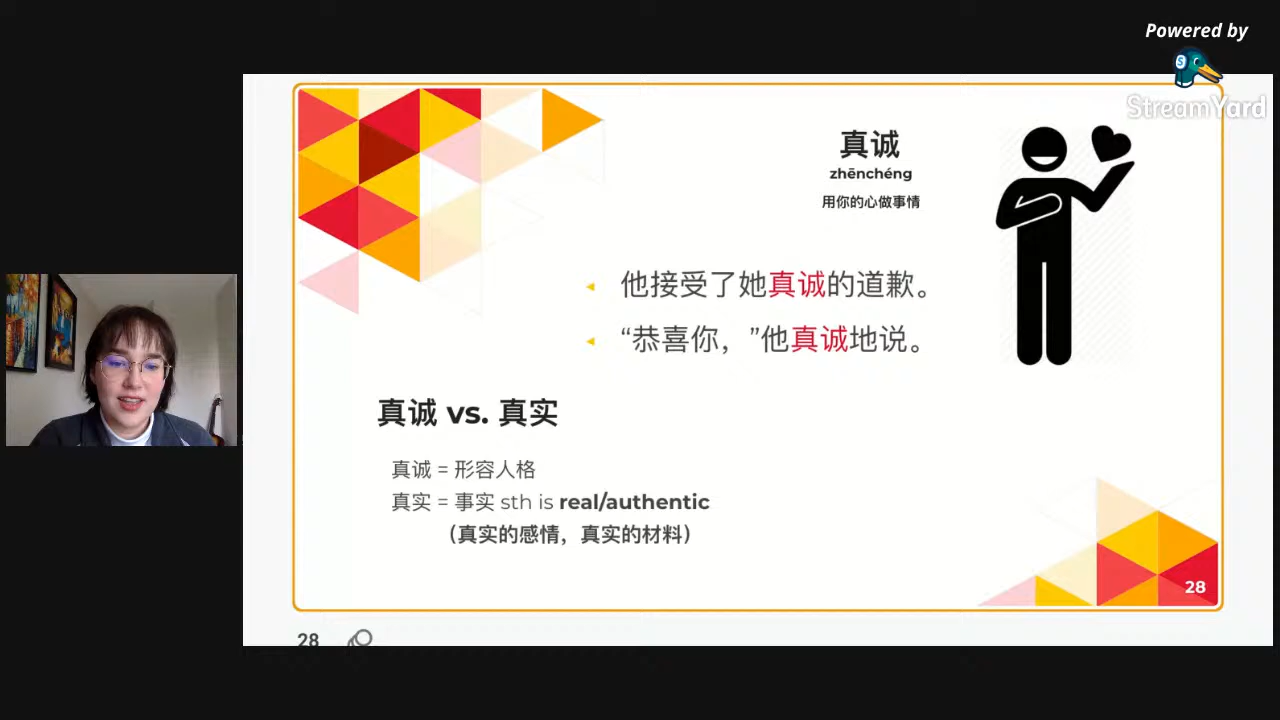 Powered by
StreamYard
真诚
zhēnchéng
用你的心做事情
他接受了她真诚的道歉。
“恭喜你，”他真诚地说。
真诚 vs. 真实
真诚 = 形容人格
真实 = 事实 sth is real/authentic
（真实的感情，真实的材料）
28
28